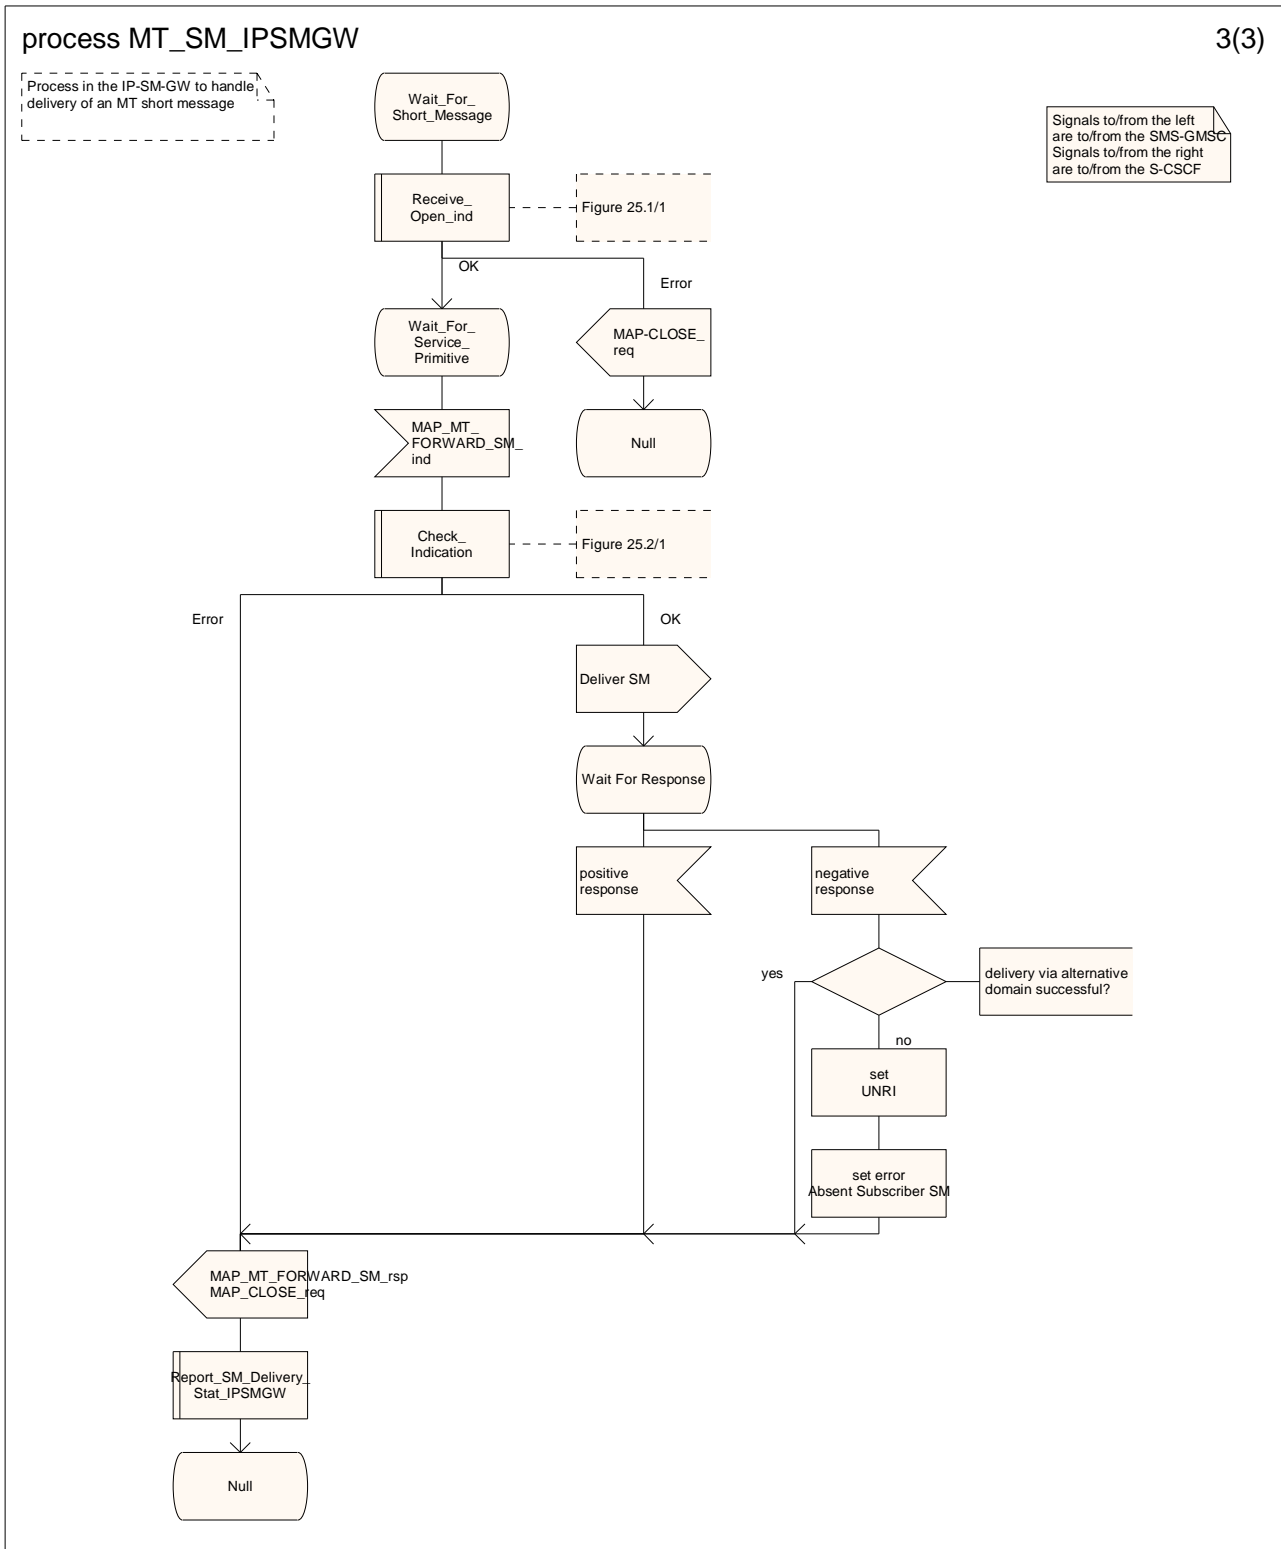 process MT_SM_IPSMGW
3(3)
Process in the IP-SM-GW to handle
delivery of an MT short message
Wait_For_
Short_Message
Signals to/from the left
are to/from the SMS-GMSC
Signals to/from the right
are to/from the S-CSCF
Receive_
Open_ind
Figure 25.1/1
OK
Error
Wait_For_
Service_
Primitive
MAP-CLOSE_
req
MAP_MT_
FORWARD_SM_
ind
Null
Check_
Indication
Figure 25.2/1
Error
OK
Deliver SM
Wait For Response
positive
response
negative
response
yes
delivery via alternative
domain successful?
no
set
UNRI
set error
Absent Subscriber SM
MAP_MT_FORWARD_SM_rsp
MAP_CLOSE_req
Report_SM_Delivery_
Stat_IPSMGW
Null